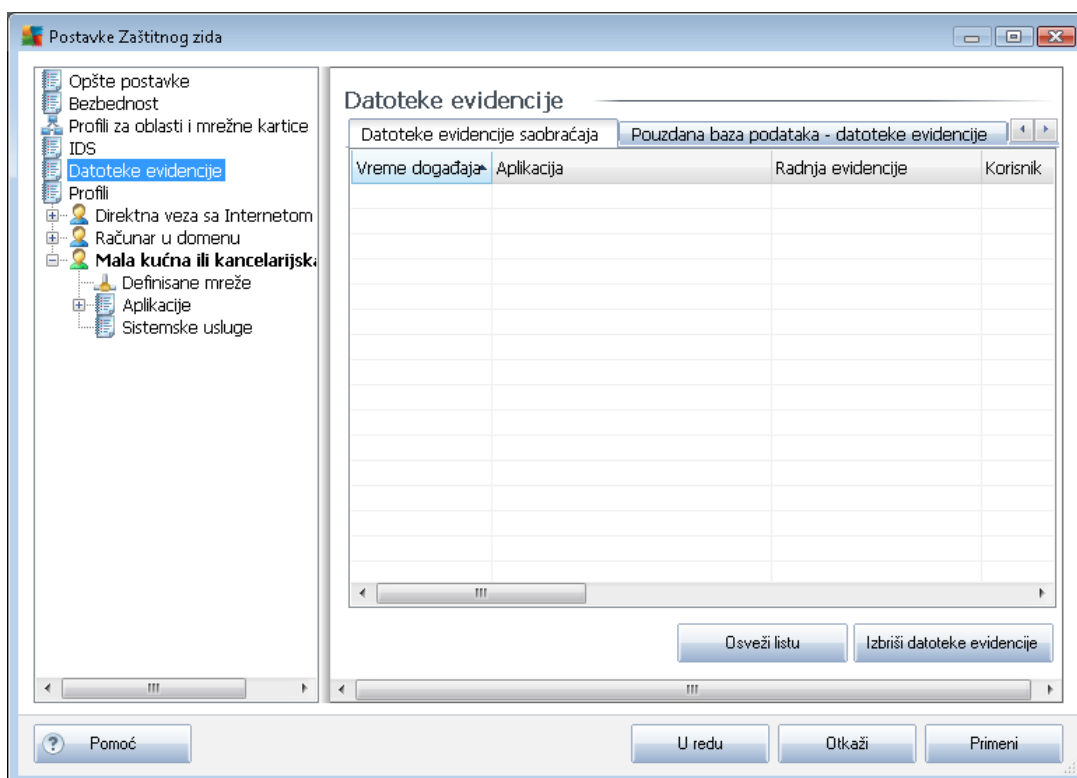 Postavke Zaštitnog zida
Opšte postavke
Bezbednost
Profili za oblasti i mrežne kartice
IDS
Datoteke evidencije
Profili
Direktna veza sa Internetom
Računar u domenu
Mala kućna ili kancelarijska
Definisane mreže
Aplikacije
Sistemske usluge
Datoteke evidencije
Datoteke evidencije saobraćaja Pouzdana baza podataka - datoteke evidencije
Vreme događaja Aplikacija Radnja evidencije Korisnik
Osveži listu Izbriši datoteke evidencije
Pomoć U redu Otkaži Primeni